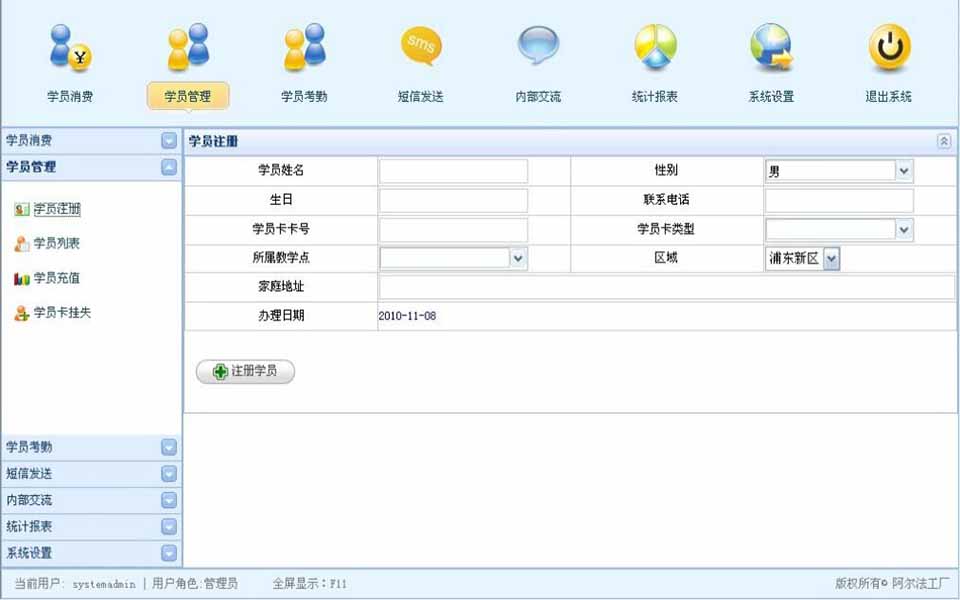 ¥ sms
学员消费 学员管理 学员考勤 短信发送 内部交流 统计报表 系统设置 退出系统
学员消费
学员管理
学员注册
学员列表
学员充值
学员卡挂失
学员考勤
短信发送
内部交流
统计报表
系统设置
学员注册
学员姓名 性别 男
生日 联系电话
学员卡卡号 学员卡类型
所属教学点 区域 浦东新区
家庭地址
办理日期 2010-11-08
注册学员
当前用户: systemadmin | 用户角色:管理员 全屏显示:F11 版权所有© 阿尔法工厂